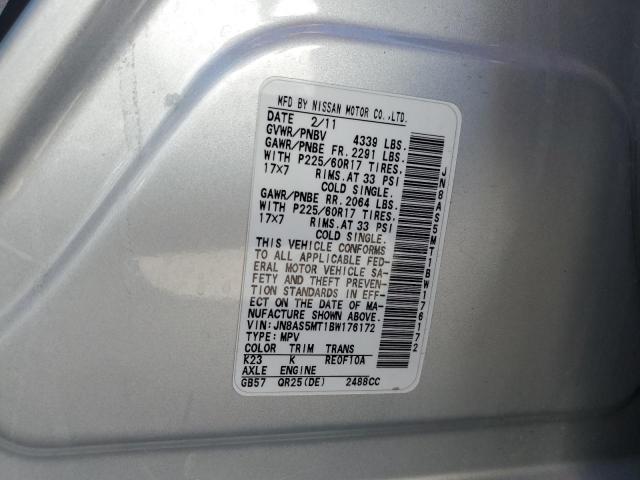 MFD BY NISSAN MOTOR CO.,LTD.
DATE 2/11
GVWR/PNBV 4339 LBS.
GAWR/PNBE FR. 2291 LBS.
WITH P225/60R17 TIRES,
17X7 RIMS.AT 33 PSI
COLD SINGLE.
GAWR/PNBE RR. 2064 LBS.
WITH P225/60R17 TIRES,
17X7 RIMS.AT 33 PSI
COLD SINGLE.
THIS VEHICLE CONFORMS
TO ALL APPLICABLE FED-
ERAL MOTOR VEHICLE SA-
FETY AND THEFT PREVEN-
TION STANDARDS IN EFF-
ECT ON THE DATE OF MA-
NUFACTURE SHOWN ABOVE.
VIN: JN8AS5MT1BW176172
TYPE: MPV
COLOR TRIM TRANS
K23 K RE0F10A
AXLE ENGINE
GB57 QR25(DE) 2488CC
JN8AS5MT1BW176172